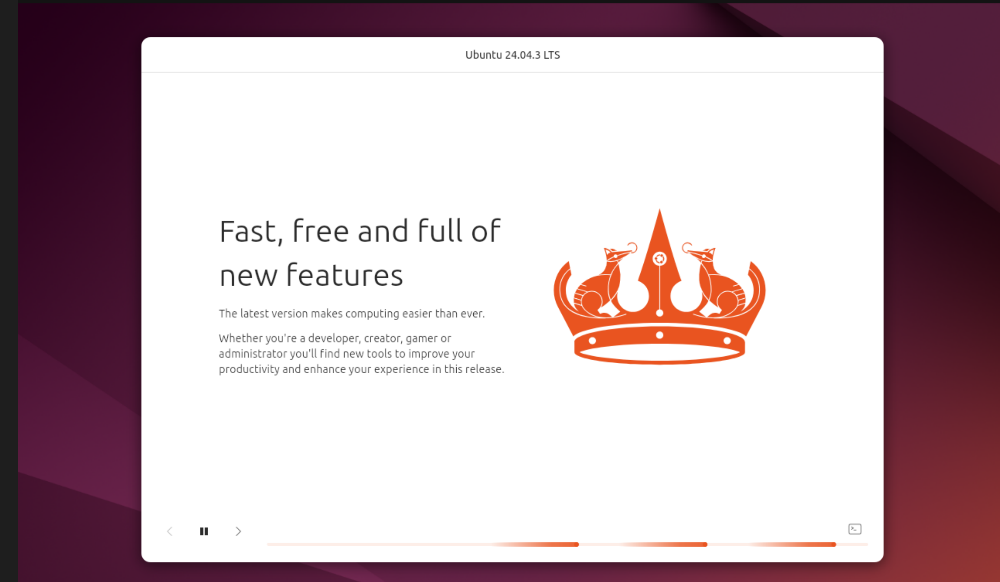 Ubuntu 24.04.3 LTS
Fast, free and full of
new features
The latest version makes computing easier than ever.
Whether you're a developer, creator, gamer or
administrator you'll find new tools to improve your
productivity and enhance your experience in this release.